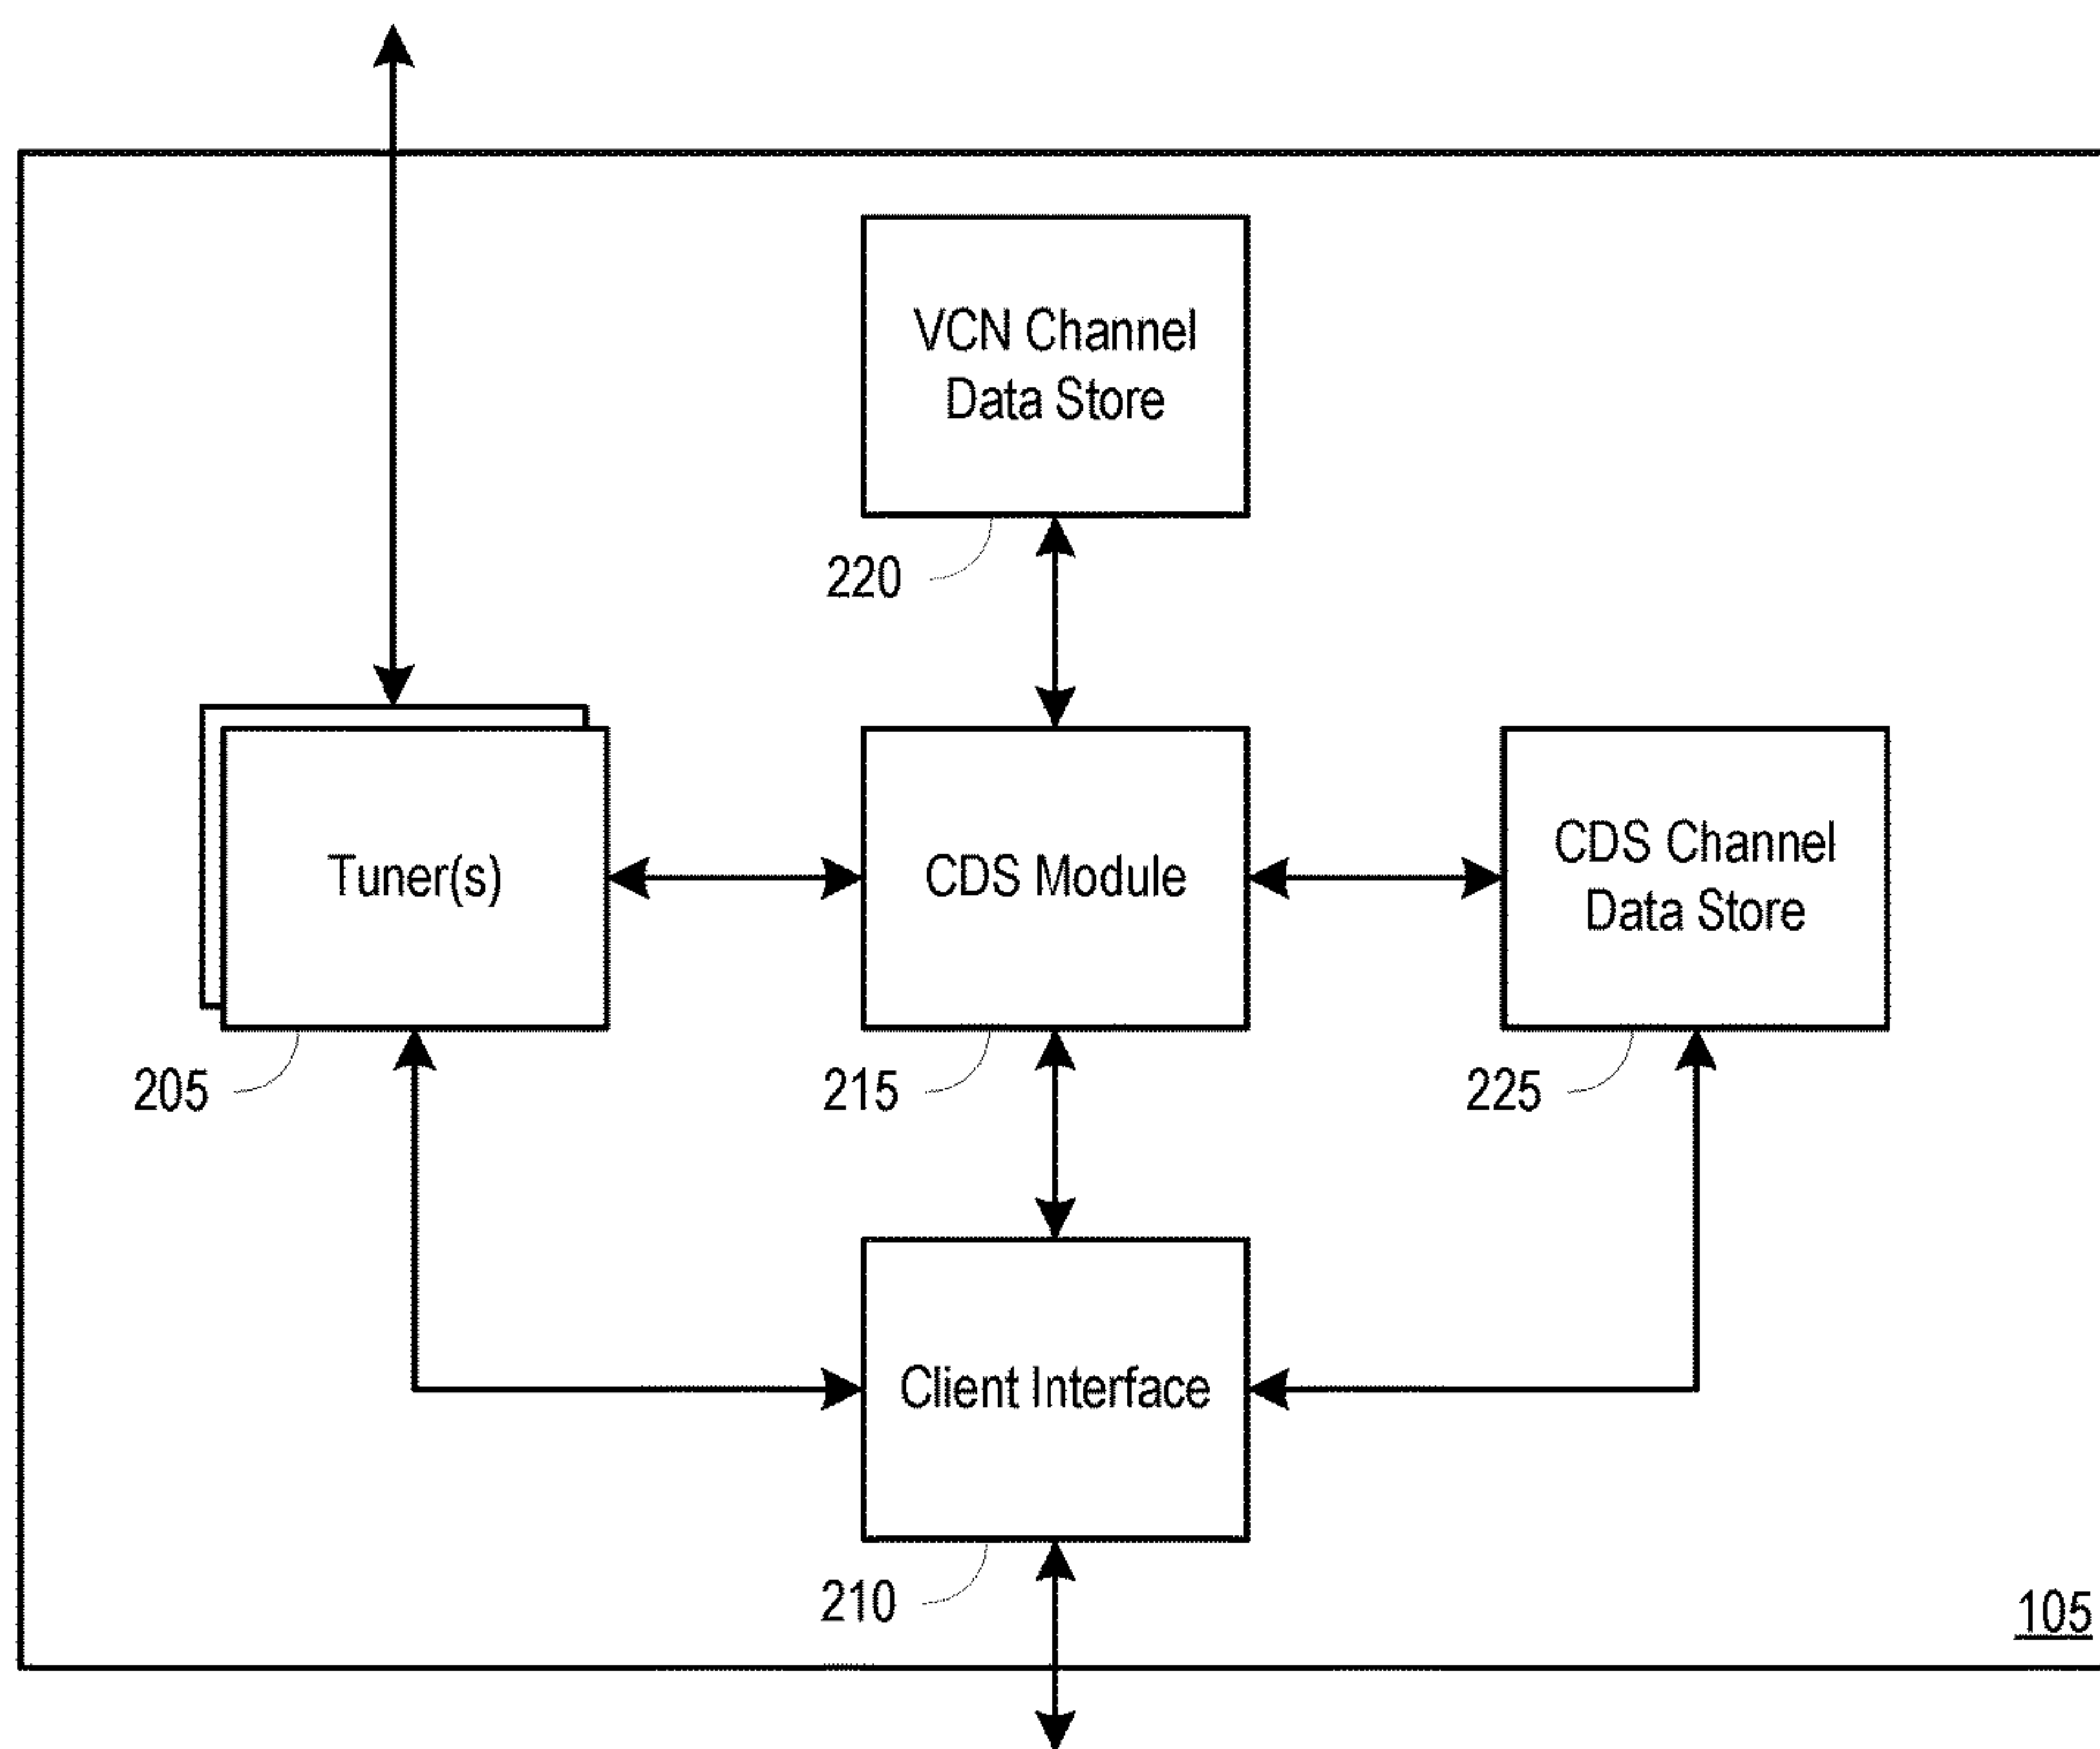 VCN Channel
Data Store
220
Tuner(s)
CDS Module
CDS Channel
Data Store
205
215
225
Client Interface
210
105